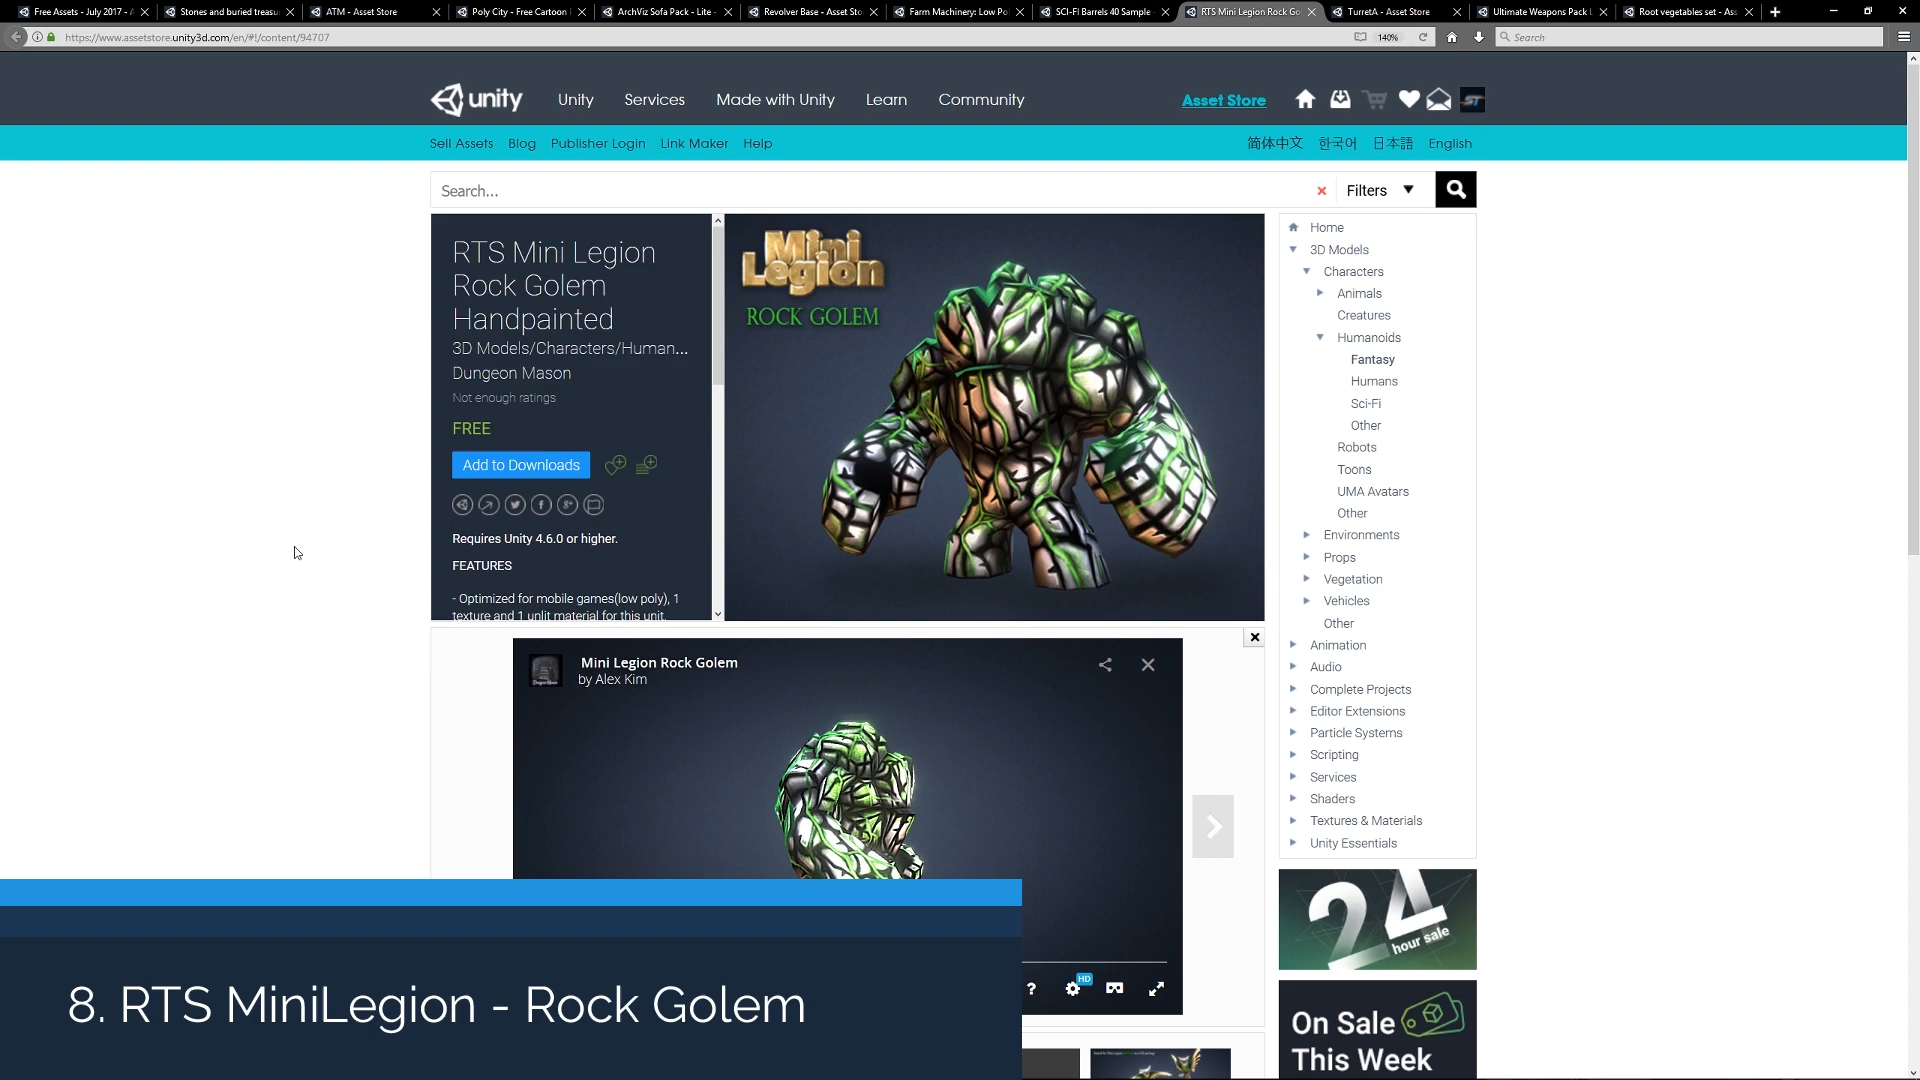 Free Assets - July 2017 - A
Stones and buried treasu
ATM - Asset Store
Poly City - Free Cartoon
ArchViz Sofa Pack - Lite -
Revolver Base - Asset Sto
Farm Machinery: Low Po
SCI-FI Barrels 40 Sample -
RTS Mini Legion Rock Go
TurretA - Asset Store
Ultimate Weapons Pack L
Root vegetables set - Ass
https://www.assetstore.unity3d.com/en/#!/content/94707
140%
Search
unity
Unity
Services
Made with Unity
Learn
Community
Asset Store
ST
Sell Assets
Blog
Publisher Login
Link Maker
Help
简体中文
한국어
日本語
English
Search...
Filters
RTS Mini Legion
Rock Golem
Handpainted
3D Models/Characters/Human...
Dungeon Mason
Not enough ratings
FREE
Add to Downloads
Requires Unity 4.6.0 or higher.
FEATURES
- Optimized for mobile games(low poly), 1
texture and 1 unlit material for this unit.
Mini
Legion
ROCK GOLEM
Home
3D Models
Characters
Animals
Creatures
Humanoids
Fantasy
Humans
Sci-Fi
Other
Robots
Toons
UMA Avatars
Other
Environments
Props
Vegetation
Vehicles
Other
Animation
Audio
Complete Projects
Editor Extensions
Particle Systems
Scripting
Services
Shaders
Textures & Materials
Unity Essentials
Mini Legion Rock Golem
by Alex Kim
?
HD
24
hour sale
On Sale
This Week
8. RTS MiniLegion - Rock Golem